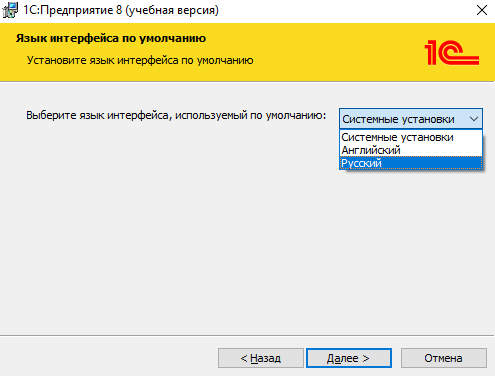 1С:Предприятие 8 (учебная версия)
Язык интерфейса по умолчанию
Установите язык интерфейса по умолчанию
1С
Выберите язык интерфейса, используемый по умолчанию:
Системные установки
Системные установки
Английский
Русский
< Назад
Далее >
Отмена